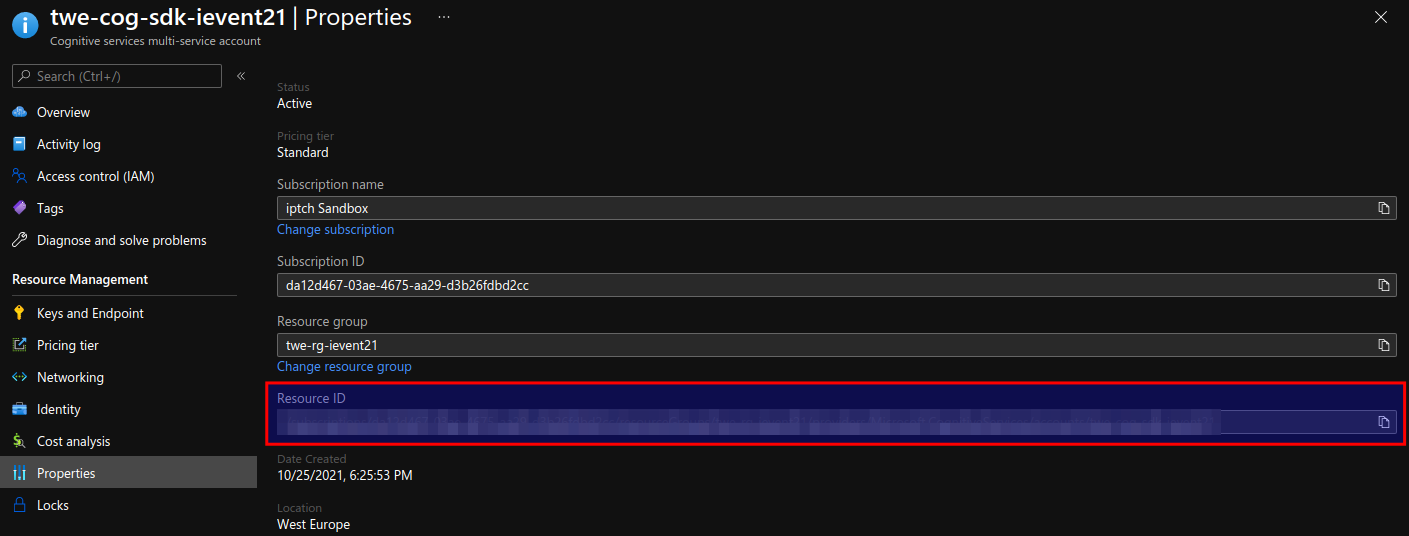 twe-cog-sdk-ievent21 | Properties ...
Cognitive services multi-service account
Search (Ctrl+/) «
Overview
Activity log
Access control (IAM)
Tags
Diagnose and solve problems
Resource Management
Keys and Endpoint
Pricing tier
Networking
Identity
Cost analysis
Properties
Locks
Status
Active
Pricing tier
Standard
Subscription name
iptch Sandbox
Change subscription
Subscription ID
da12d467-03ae-4675-aa29-d3b26fdbd2cc
Resource group
twe-rg-ievent21
Change resource group
Resource ID
Date Created
10/25/2021, 6:25:53 PM
Location
West Europe